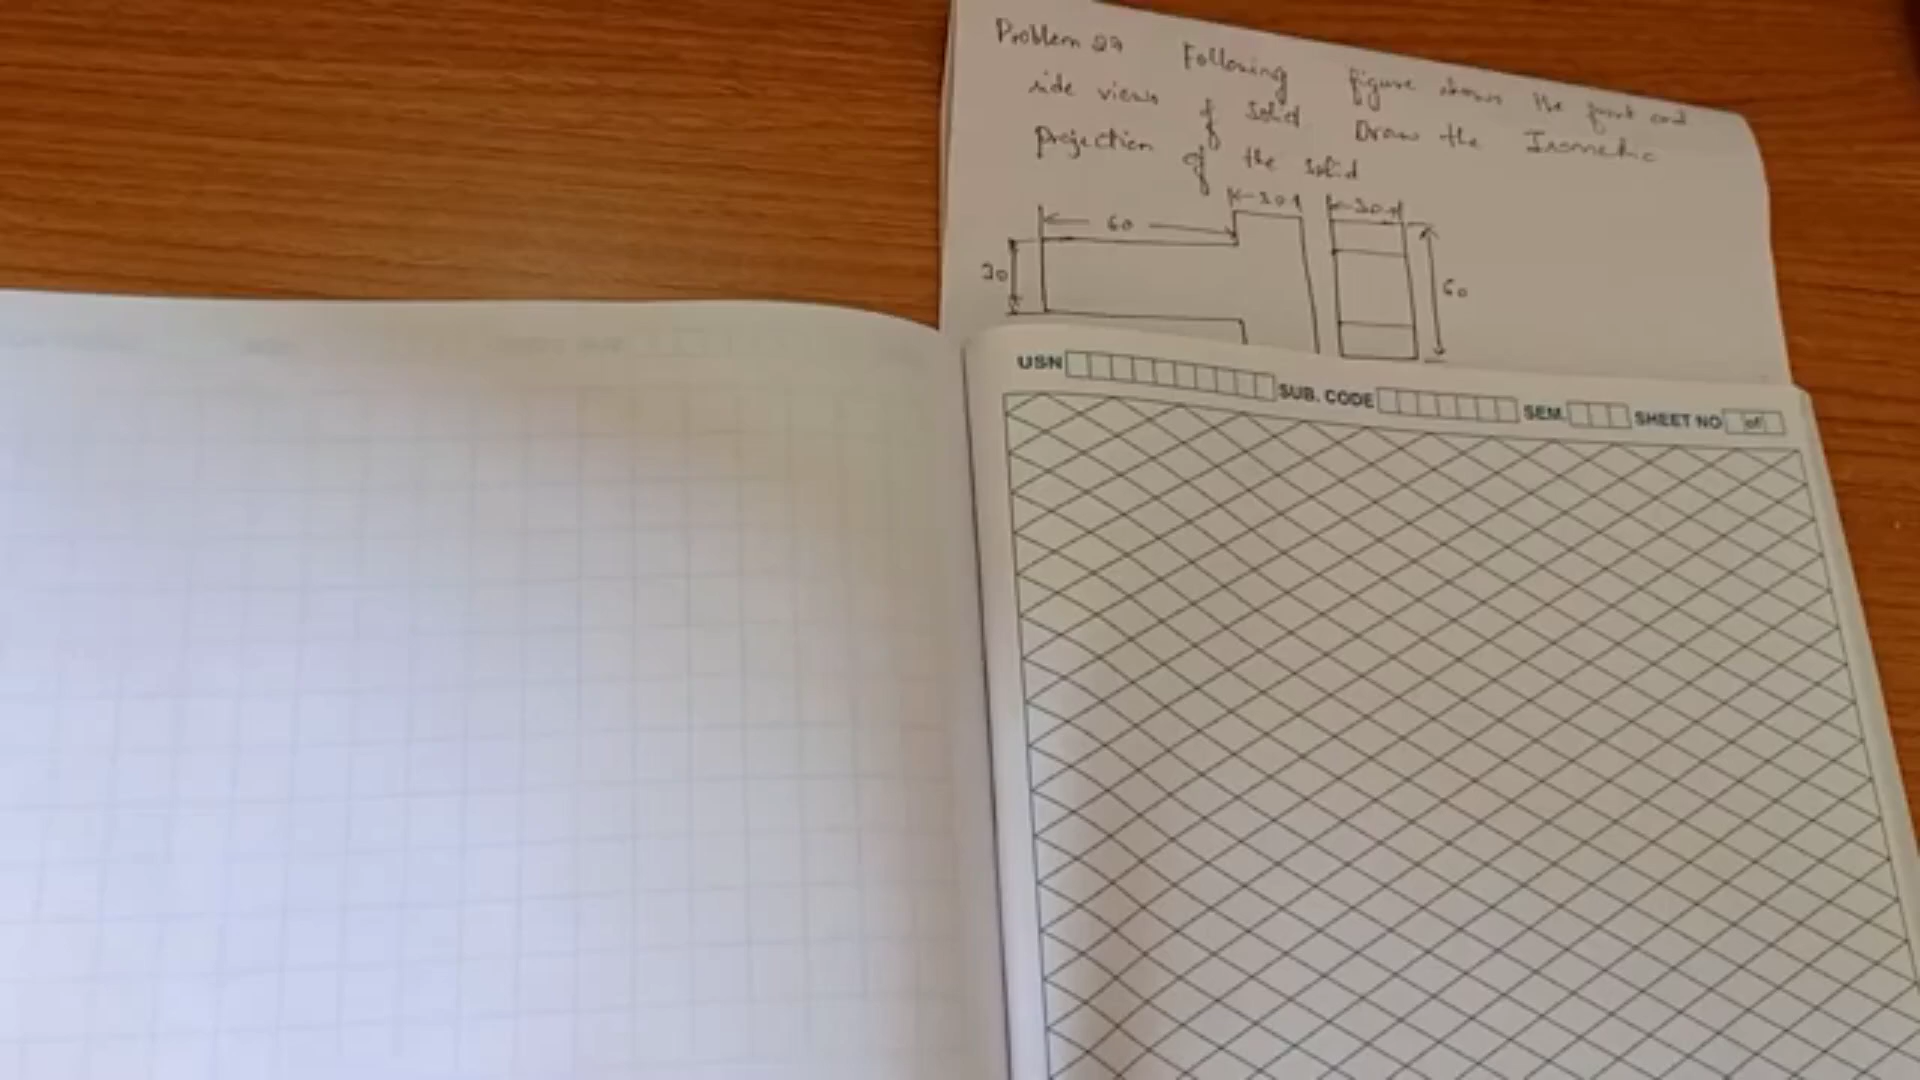 Problem 29 Following figure shows the front and
side views of solid Draw the Isometric
projection of the solid
60
30
30
30
60
USN SUB. CODE SEM. SHEET NO of